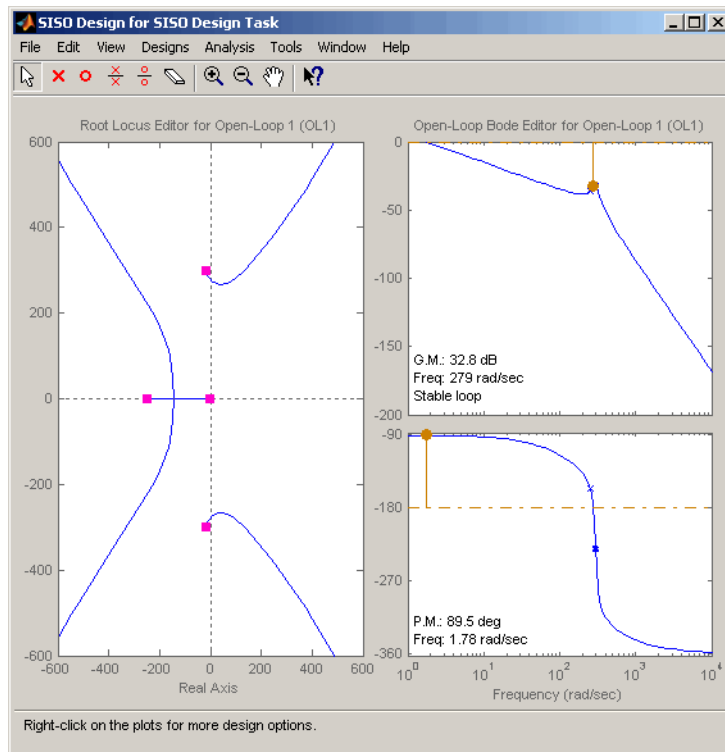 SISO Design for SISO Design Task
File Edit View Designs Analysis Tools Window Help
Root Locus Editor for Open-Loop 1 (OL1)
600
400
200
0
-200
-400
-600
-600 -400 -200 0 200 400 600
Real Axis
Open-Loop Bode Editor for Open-Loop 1 (OL1)
0
-50
-100
-150
-200
G.M.: 32.8 dB
Freq: 279 rad/sec
Stable loop
-90
-180
-270
-360
P.M.: 89.5 deg
Freq: 1.78 rad/sec
10^0 10^1 10^2 10^3 10^4
Frequency (rad/sec)
Right-click on the plots for more design options.